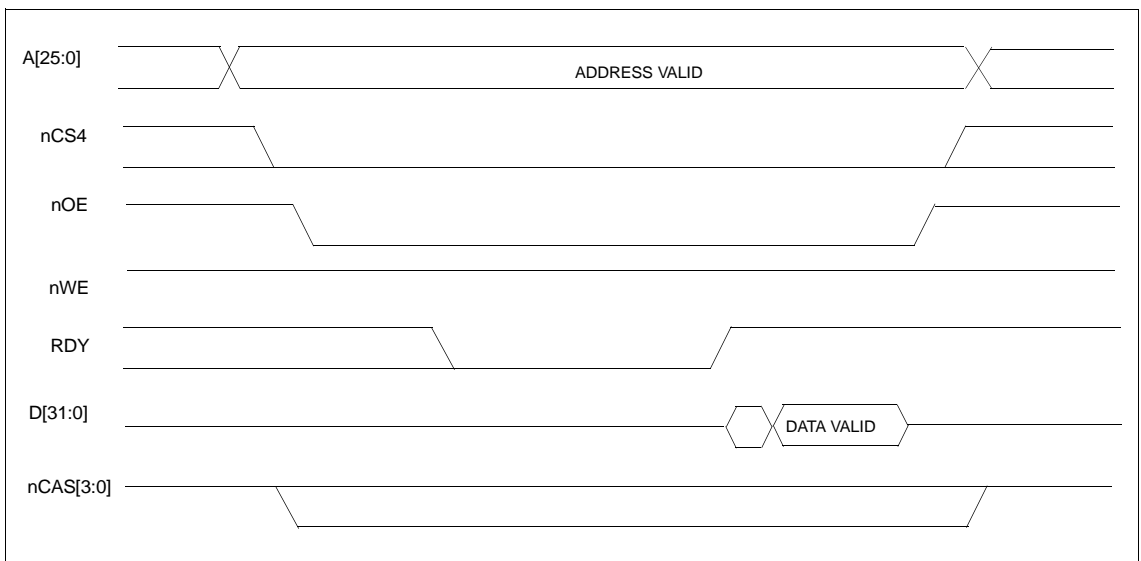 A[25:0]
ADDRESS VALID
nCS4
nOE
nWE
RDY
D[31:0]
DATA VALID
nCAS[3:0]